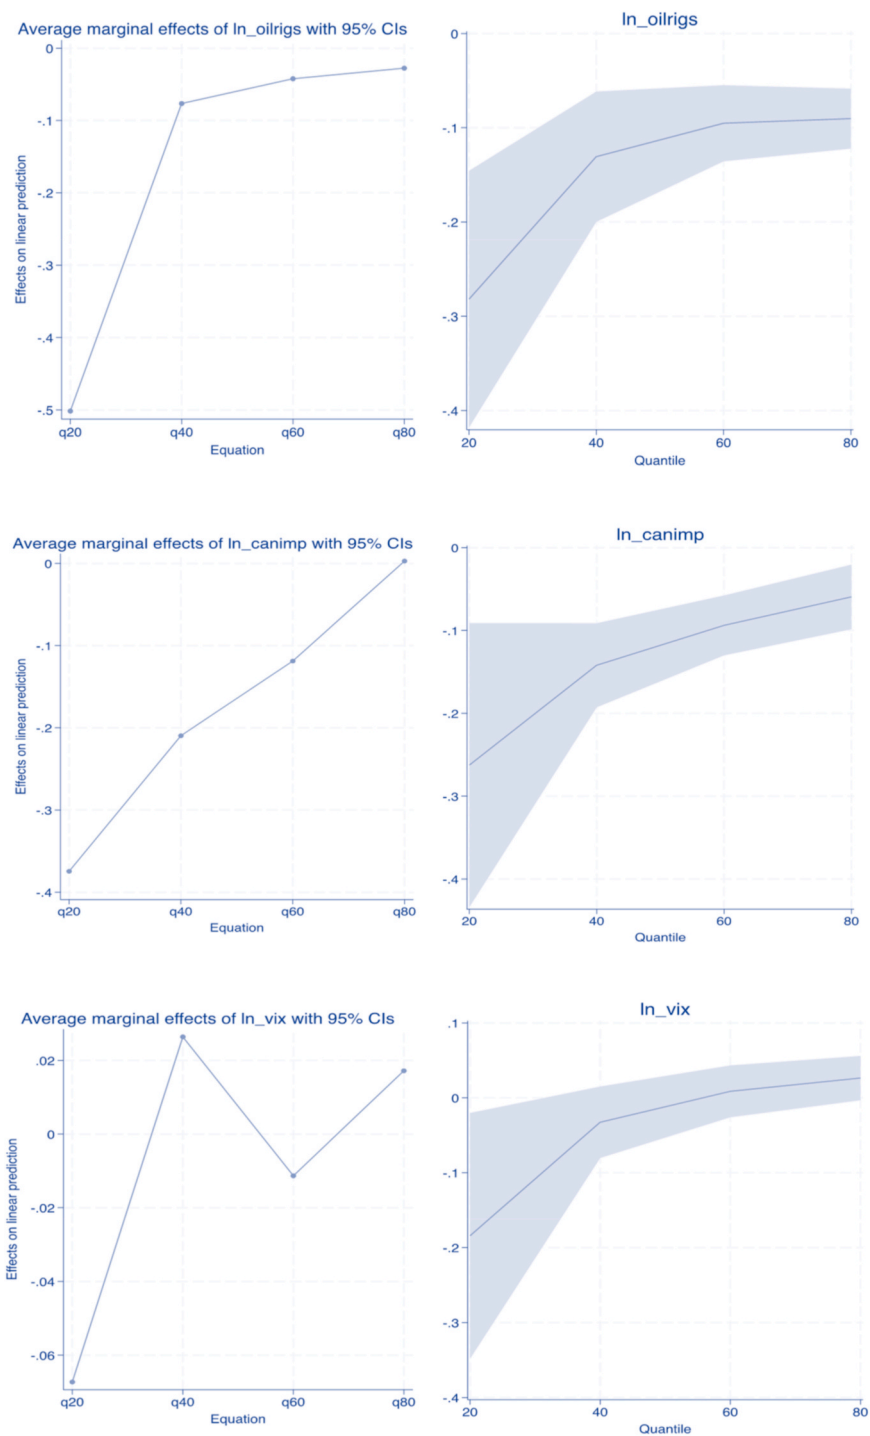 Average marginal effects of ln_oilrigs with 95% CIs
0
-.1
-.2
-.3
-.4
-.5
Effects on linear prediction
q20 q40 q60 q80
Equation
ln_oilrigs
0
-.1
-.2
-.3
-.4
20 40 60 80
Quantile
Average marginal effects of ln_canimp with 95% CIs
0
-.1
-.2
-.3
-.4
Effects on linear prediction
q20 q40 q60 q80
Equation
ln_canimp
0
-.1
-.2
-.3
-.4
20 40 60 80
Quantile
Average marginal effects of ln_vix with 95% CIs
.02
0
-.02
-.04
-.06
Effects on linear prediction
q20 q40 q60 q80
Equation
ln_vix
.1
0
-.1
-.2
-.3
-.4
20 40 60 80
Quantile